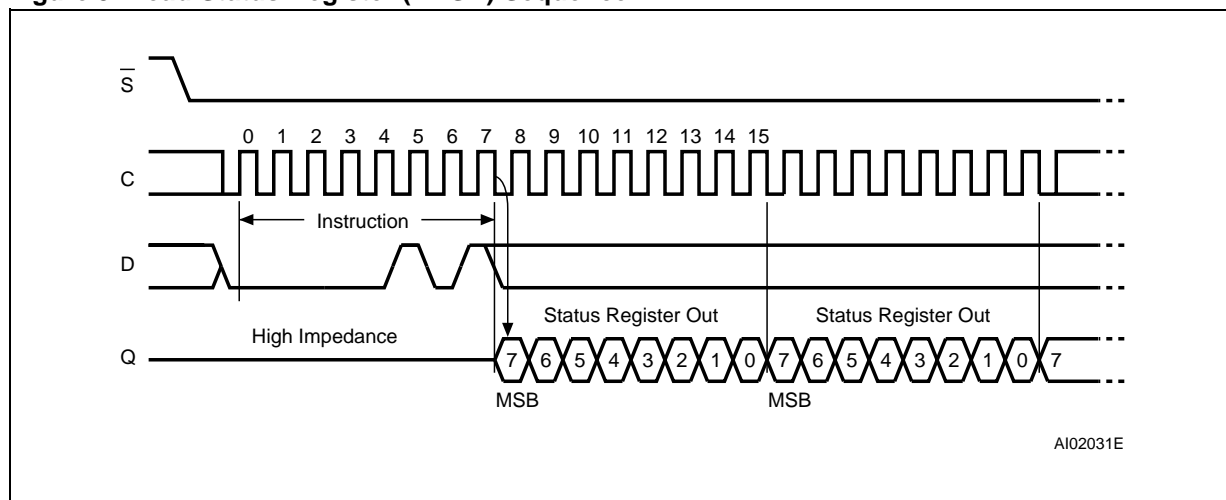 S
0 1 2 3 4 5 6 7 8 9 10 11 12 13 14 15
C
Instruction
D
High Impedance
Status Register Out Status Register Out
Q
7 6 5 4 3 2 1 0 7 6 5 4 3 2 1 0 7
MSB MSB
AI02031E